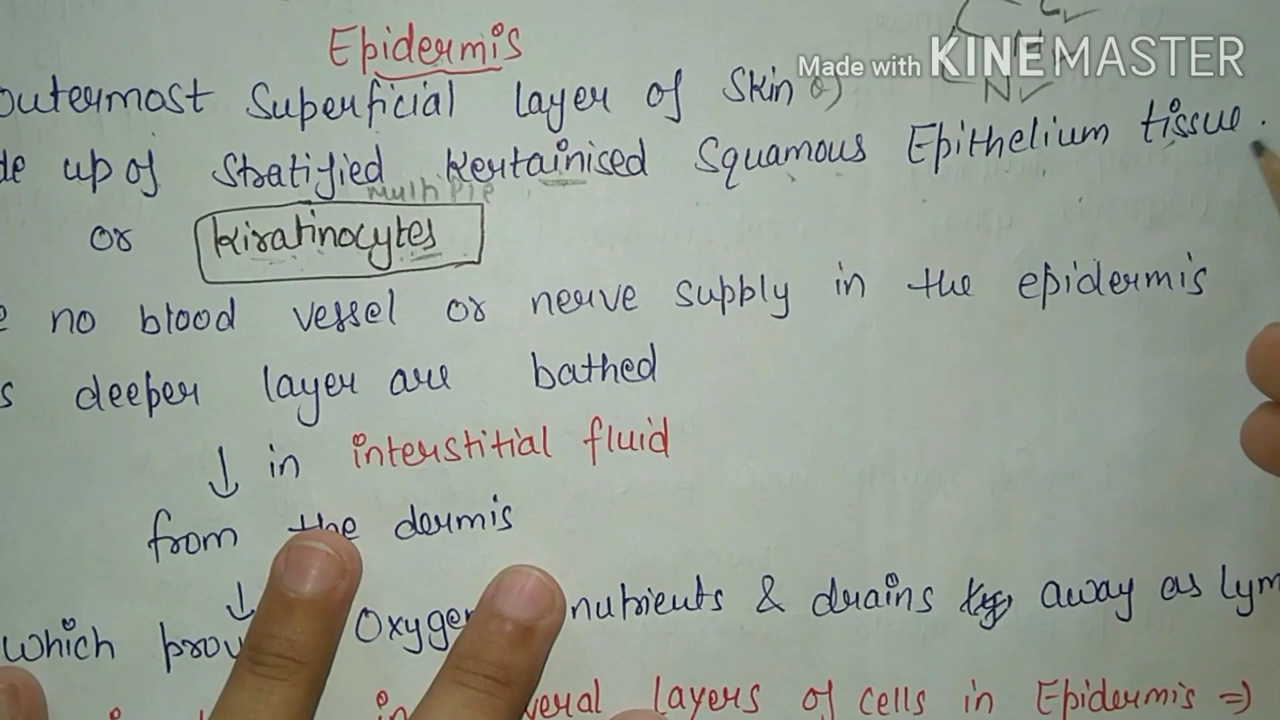 Epidermis
Made with KINEMASTER
outermost superficial layer of skin
up of stratified kertainised squamous Epithelium tissue.
multiple
or kiratinocytes
no blood vessel or nerve supply in the epidermis
s deeper layer are bathed
↓ in interstitial fluid
from the dermis
↓
which prov Oxygen nutrients & drains away as lym
layers of cells in Epidermis ⇒